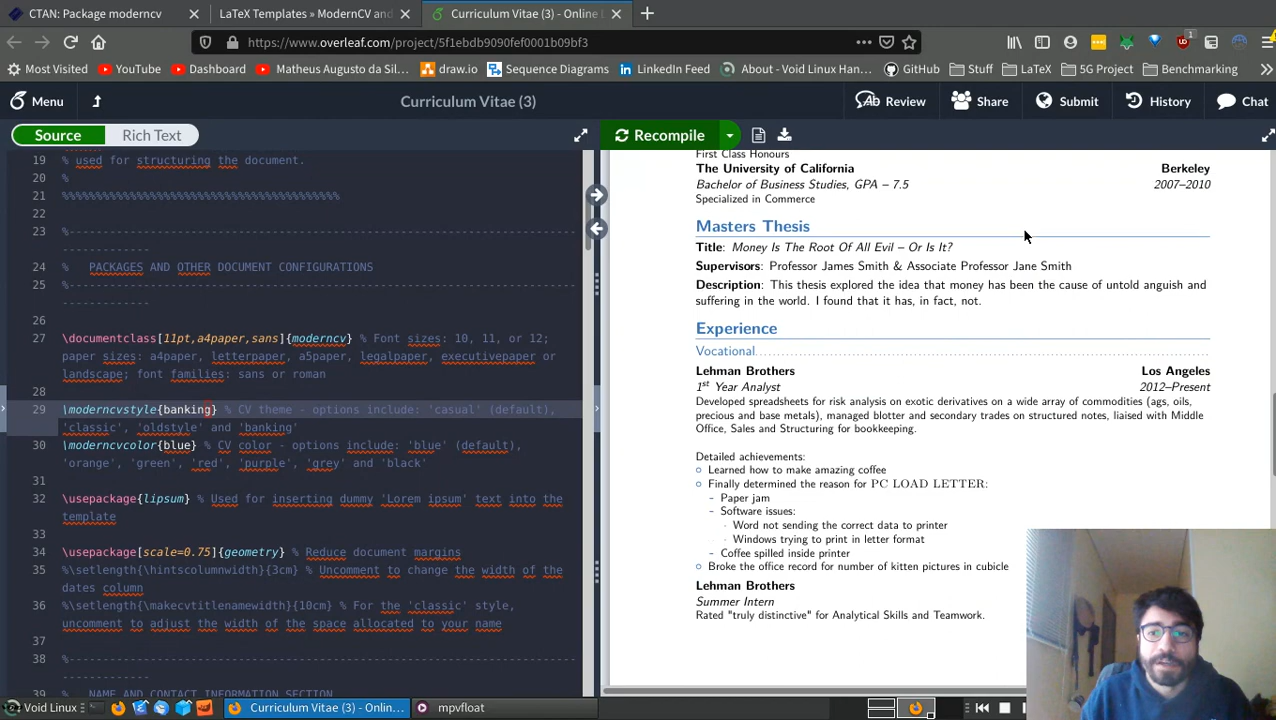 CTAN: Package moderncv
LaTeX Templates » ModernCV and
Curriculum Vitae (3) - Online L
https://www.overleaf.com/project/5f1ebdb9090fef0001b09bf3
1
Most Visited
YouTube
Dashboard
Matheus Augusto da Sil...
draw.io
Sequence Diagrams
LinkedIn Feed
About - Void Linux Han...
GitHub
Stuff
LaTeX
5G Project
Benchmarking
Menu
Curriculum Vitae (3)
Review
Share
Submit
History
Chat
Source
Rich Text
Recompile
19 % used for structuring the document.
20 %
21 %%%%%%%%%%%%%%%%%%%%%%%%%%%%%%%%%%%%%%%%
22
23 %----------------------------------------------------------------------------
-------------
24 % PACKAGES AND OTHER DOCUMENT CONFIGURATIONS
25 %----------------------------------------------------------------------------
-------------
26
27 \documentclass[11pt,a4paper,sans]{moderncv} % Font sizes: 10, 11, or 12;
paper sizes: a4paper, letterpaper, a5paper, legalpaper, executivepaper or
landscape; font families: sans or roman
28
29 \moderncvstyle{banking} % CV theme - options include: 'casual' (default),
'classic', 'oldstyle' and 'banking'
30 \moderncvcolor{blue} % CV color - options include: 'blue' (default),
'orange', 'green', 'red', 'purple', 'grey' and 'black'
31
32 \usepackage{lipsum} % Used for inserting dummy 'Lorem ipsum' text into the
template
33
34 \usepackage[scale=0.75]{geometry} % Reduce document margins
35 %\setlength{\hintscolumnwidth}{3cm} % Uncomment to change the width of the
dates column
36 %\setlength{\makecvtitlenamewidth}{10cm} % For the 'classic' style,
uncomment to adjust the width of the space allocated to your name
37
38 %----------------------------------------------------------------------------
-------------
39 % NAME AND CONTACT INFORMATION SECTION
First Class Honours
The University of California Berkeley
Bachelor of Business Studies, GPA – 7.5 2007–2010
Specialized in Commerce
Masters Thesis
Title: Money Is The Root Of All Evil – Or Is It?
Supervisors: Professor James Smith & Associate Professor Jane Smith
Description: This thesis explored the idea that money has been the cause of untold anguish and
suffering in the world. I found that it has, in fact, not.
Experience
Vocational
Lehman Brothers Los Angeles
1st Year Analyst 2012–Present
Developed spreadsheets for risk analysis on exotic derivatives on a wide array of commodities (ags, oils,
precious and base metals), managed blotter and secondary trades on structured notes, liaised with Middle
Office, Sales and Structuring for bookkeeping.
Detailed achievements:
Learned how to make amazing coffee
Finally determined the reason for PC LOAD LETTER:
– Paper jam
– Software issues:
· Word not sending the correct data to printer
· Windows trying to print in letter format
– Coffee spilled inside printer
Broke the office record for number of kitten pictures in cubicle
Lehman Brothers
Summer Intern
Rated "truly distinctive" for Analytical Skills and Teamwork.
Void Linux
Curriculum Vitae (3) - Onlin...
mpvfloat